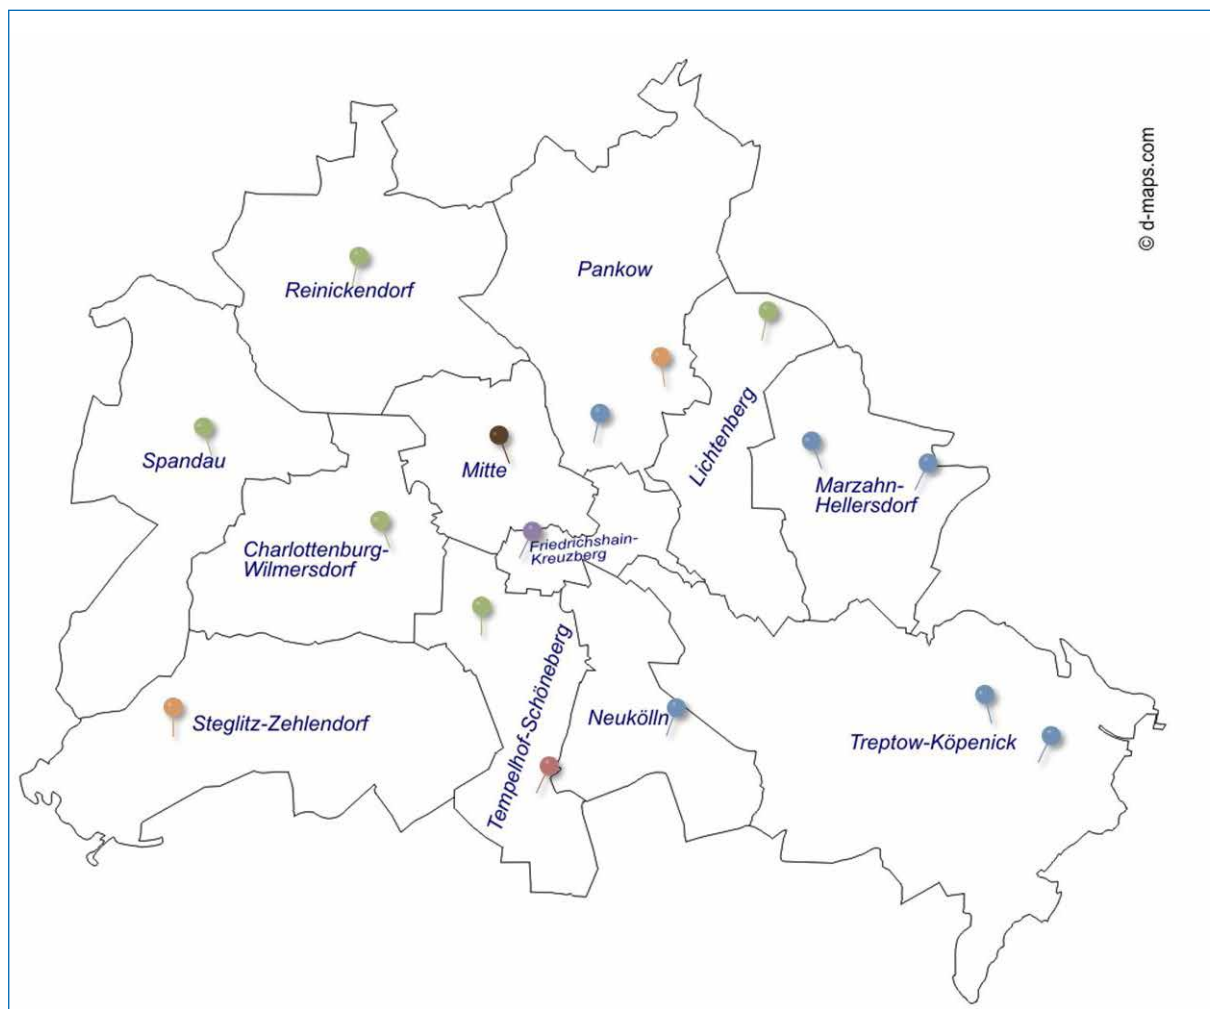 © d-maps.com
Pankow
Reinickendorf
Lichtenberg
Spandau
Mitte
Marzahn-
Hellersdorf
Charlottenburg-
Wilmersdorf
Friedrichshain-
Kreuzberg
Tempelhof-Schöneberg
Steglitz-Zehlendorf
Neukölln
Treptow-Köpenick